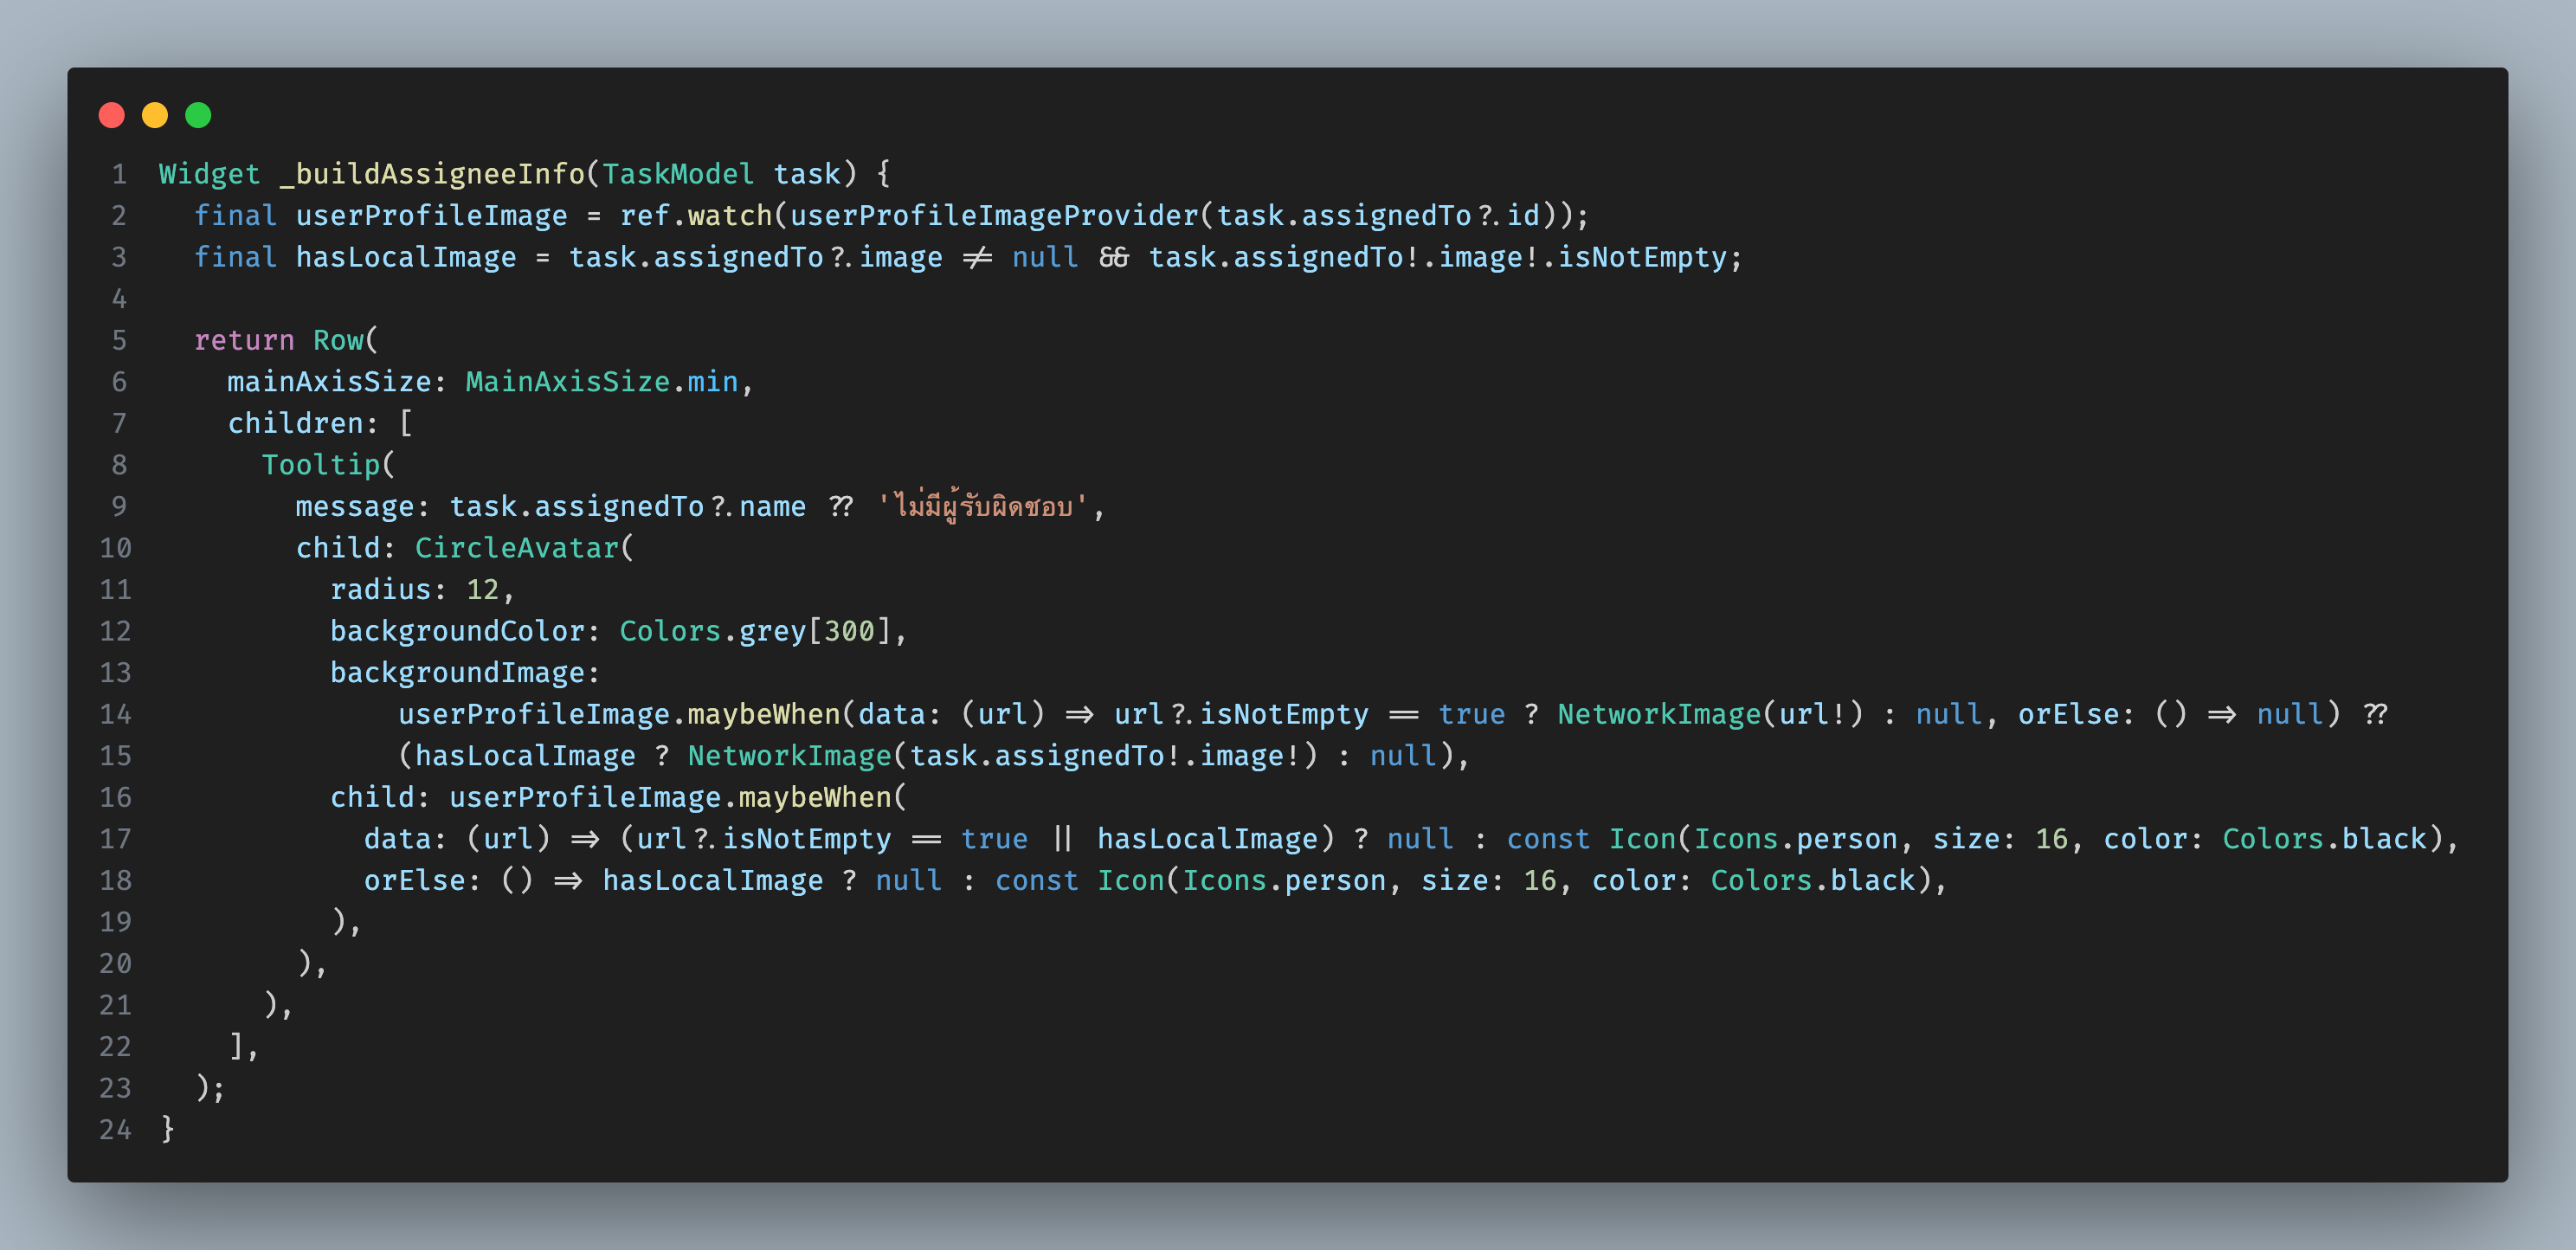 1 Widget _buildAssigneeInfo(TaskModel task) {
2   final userProfileImage = ref.watch(userProfileImageProvider(task.assignedTo?.id));
3   final hasLocalImage = task.assignedTo?.image != null && task.assignedTo!.image!.isNotEmpty;
4
5   return Row(
6     mainAxisSize: MainAxisSize.min,
7     children: [
8       Tooltip(
9         message: task.assignedTo?.name ?? 'ไม่มีผู้รับผิดชอบ',
10         child: CircleAvatar(
11           radius: 12,
12           backgroundColor: Colors.grey[300],
13           backgroundImage:
14               userProfileImage.maybeWhen(data: (url) => url?.isNotEmpty == true ? NetworkImage(url!) : null, orElse: () => null) ??
15               (hasLocalImage ? NetworkImage(task.assignedTo!.image!) : null),
16           child: userProfileImage.maybeWhen(
17             data: (url) => (url?.isNotEmpty == true || hasLocalImage) ? null : const Icon(Icons.person, size: 16, color: Colors.black),
18             orElse: () => hasLocalImage ? null : const Icon(Icons.person, size: 16, color: Colors.black),
19           ),
20         ),
21       ),
22     ],
23   );
24 }